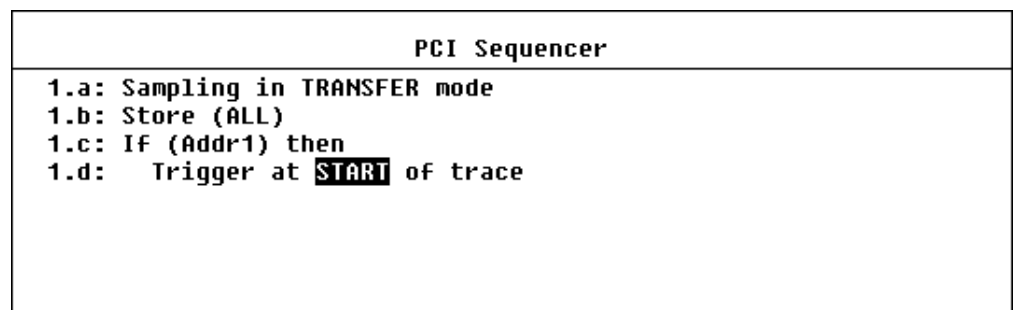 PCI Sequencer
1.a: Sampling in TRANSFER mode
1.b: Store (ALL)
1.c: If (Addr1) then
1.d: Trigger at START of trace